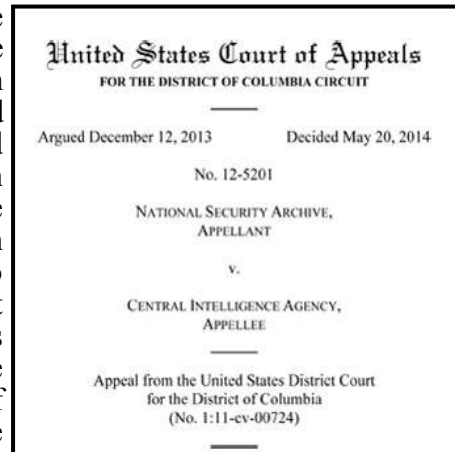 United States Court of Appeals
FOR THE DISTRICT OF COLUMBIA CIRCUIT
Argued December 12, 2013 Decided May 20, 2014
No. 12-5201
NATIONAL SECURITY ARCHIVE,
APPELLANT
v.
CENTRAL INTELLIGENCE AGENCY,
APPELLEE
Appeal from the United States District Court
for the District of Columbia
(No. 1:11-cv-00724)